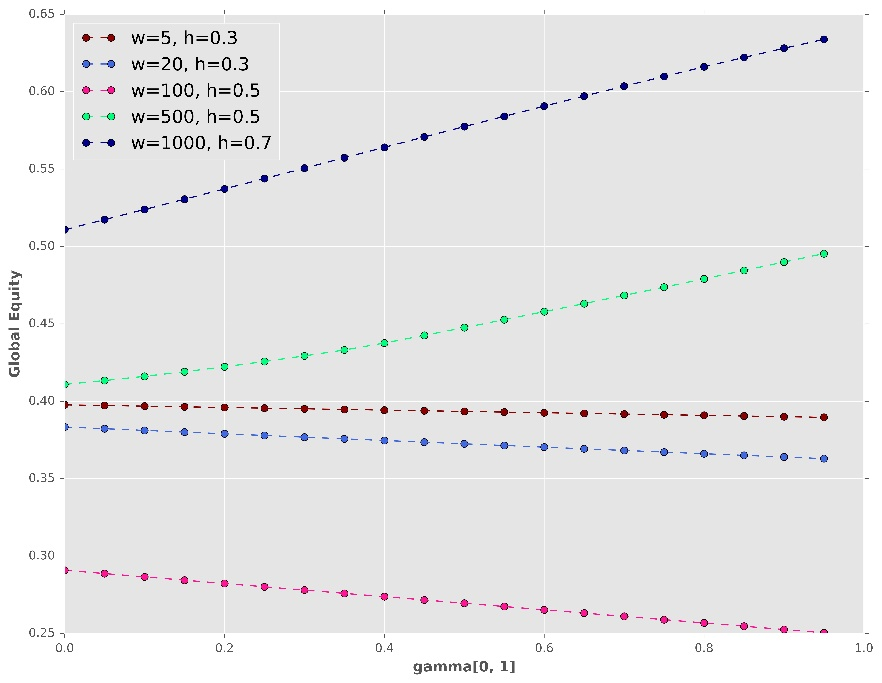 0.65
0.60
0.55
0.50
0.45
0.40
0.35
0.30
0.25
Global Equity
w=5, h=0.3
w=20, h=0.3
w=100, h=0.5
w=500, h=0.5
w=1000, h=0.7
0.0 0.2 0.4 0.6 0.8 1.0
gamma[0, 1]